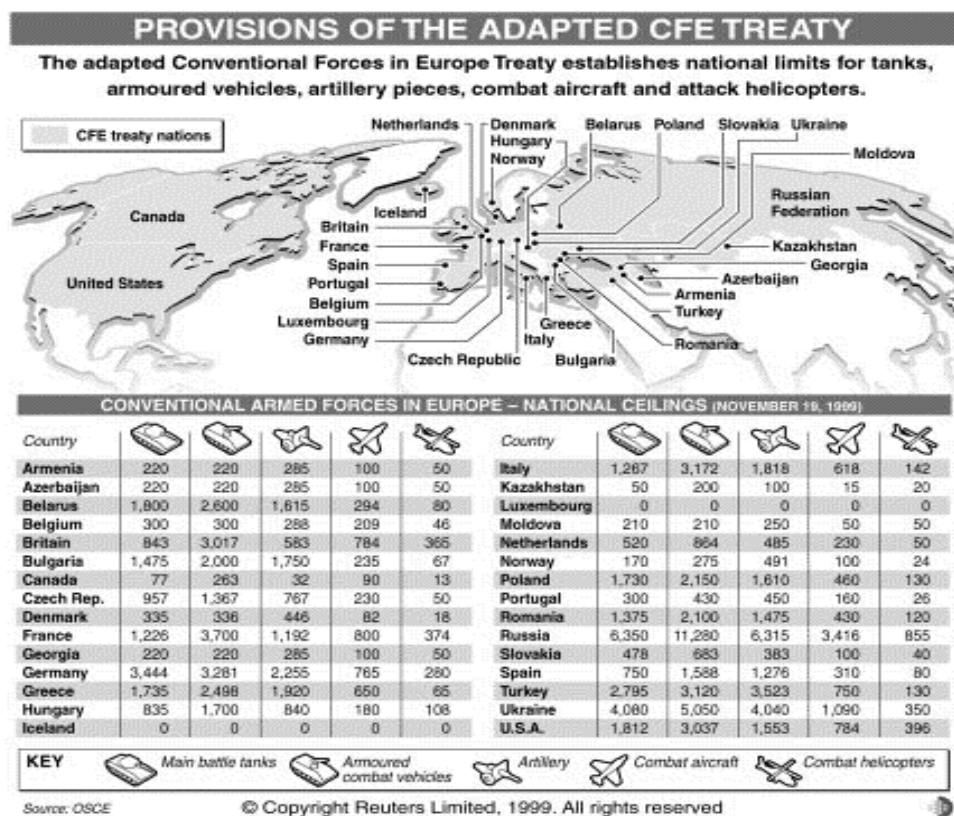 PROVISIONS OF THE ADAPTED CFE TREATY
The adapted Conventional Forces in Europe Treaty establishes national limits for tanks,
armoured vehicles, artillery pieces, combat aircraft and attack helicopters.
CFE treaty nations
Netherlands
Denmark
Belarus
Poland
Slovakia
Ukraine
Hungary
Norway
Moldova
Canada
Iceland
Russian
Federation
Britain
France
Kazakhstan
Spain
Georgia
United States
Portugal
Azerbaijan
Belgium
Armenia
Luxembourg
Turkey
Germany
Greece
Italy
Romania
Czech Republic
Bulgaria
CONVENTIONAL ARMED FORCES IN EUROPE – NATIONAL CEILINGS (NOVEMBER 19, 1999)
Country
Armenia 220 220 285 100 50
Azerbaijan 220 220 285 100 50
Belarus 1,800 2,600 1,615 294 80
Belgium 300 300 288 209 46
Britain 843 3,017 583 784 365
Bulgaria 1,475 2,000 1,750 235 67
Canada 77 263 32 90 13
Czech Rep. 957 1,367 767 230 50
Denmark 335 336 446 82 18
France 1,226 3,700 1,192 800 374
Georgia 220 220 285 100 50
Germany 3,444 3,281 2,255 765 280
Greece 1,735 2,498 1,920 650 65
Hungary 835 1,700 840 180 108
Iceland 0 0 0 0 0
Country
Italy 1,267 3,172 1,818 618 142
Kazakhstan 50 200 100 15 20
Luxembourg 0 0 0 0 0
Moldova 210 210 250 50 50
Netherlands 520 864 485 230 50
Norway 170 275 491 100 24
Poland 1,730 2,150 1,610 460 130
Portugal 300 430 450 160 26
Romania 1,375 2,100 1,475 430 120
Russia 6,350 11,280 6,315 3,416 855
Slovakia 478 683 383 100 40
Spain 750 1,588 1,276 310 80
Turkey 2,795 3,120 3,523 750 130
Ukraine 4,080 5,050 4,040 1,090 350
U.S.A. 1,812 3,037 1,553 784 396
KEY
Main battle tanks
Armoured
combat vehicles
Artillery
Combat aircraft
Combat helicopters
Source: OSCE
© Copyright Reuters Limited, 1999. All rights reserved